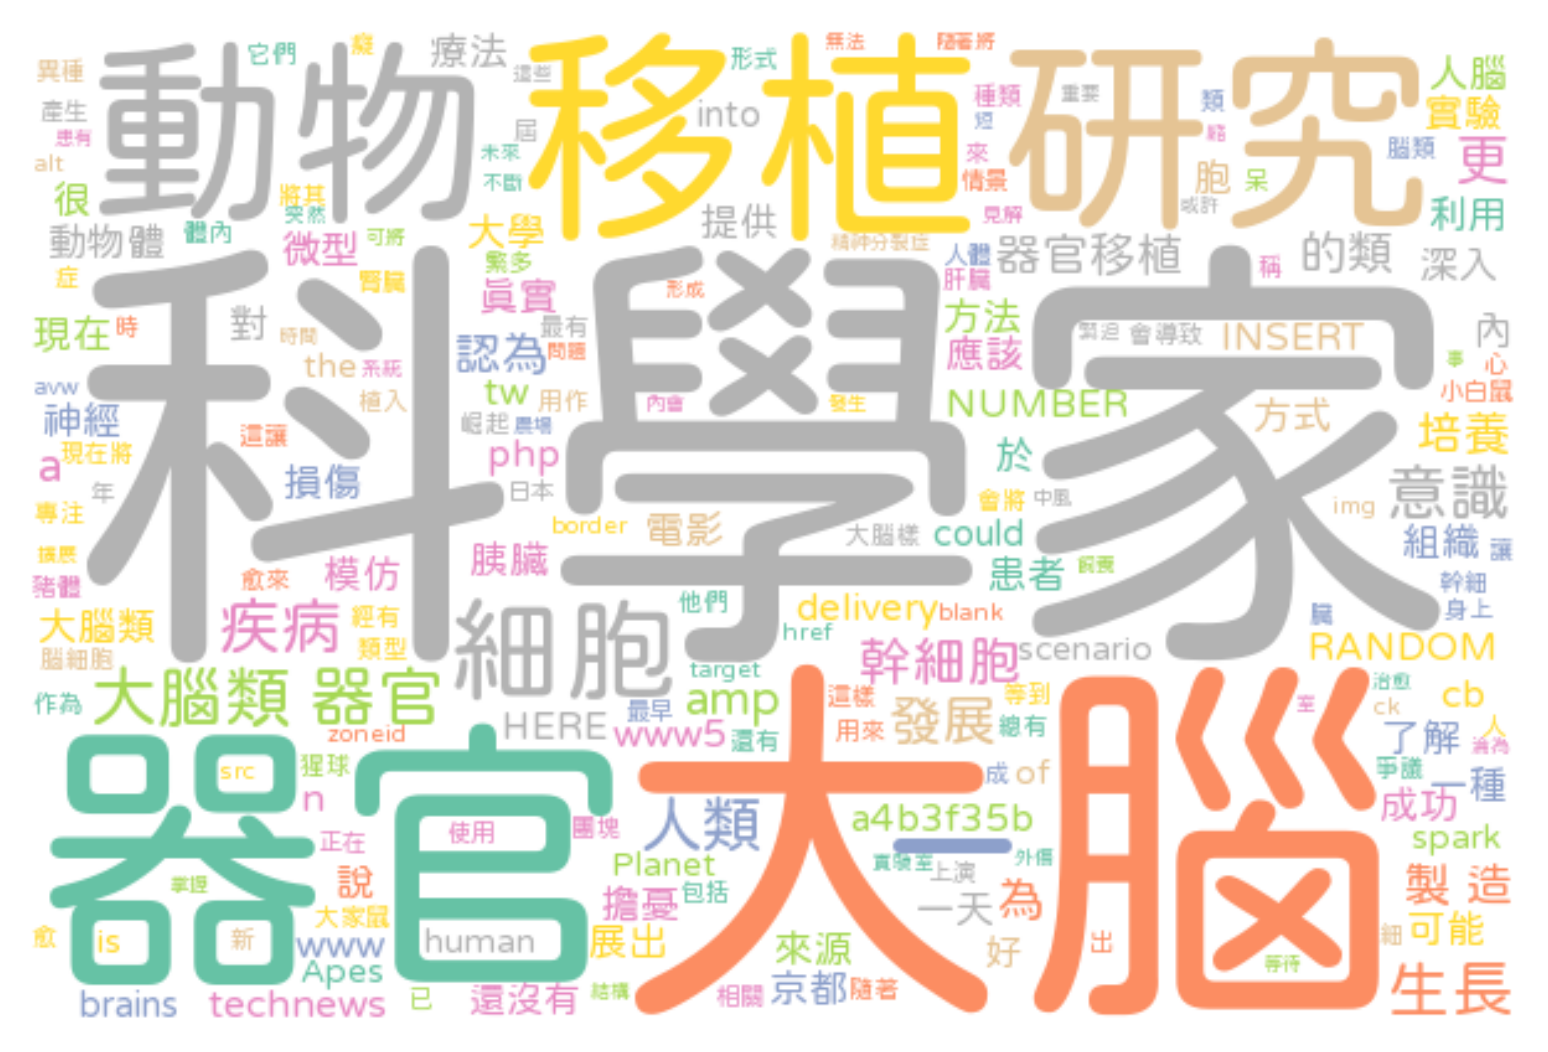 動物
移植
研究
科學家
器官
大腦
它們
癡
療法
這些
形式
無法
隨著將
異種
產生
患有
alt
很
將其
突然
動物體
體內
微型
可將
屆
未來
不斷
into
提供
大學
繁多
種類
短
來
情景
見解
重要
類
胞
呆
或許
人腦
實驗
腦類
更
利用
精神分裂症
人體
肝臟
器官移植
稱
的類
深入
症
現在
時
對
時間
腎臟
真實
形成
最有
認為
問題
方法
應該
緊迫
會導致
INSERT
內
事
心
小白鼠
avw
神經
the
系統
植入
tw
用作
崛起
農場
內會
發生
NUMBER
方式
培養
這讓
a
現在將
年
損傷
php
日本
於
會將
中風
img
意識
專注
擴展
豬體
border
電影
大腦樣
could
組織
讓
愈來
模仿
胰臟
患者
飼養
幹細
身上
臟
大腦類
腦細胞
疾病
經有
類型
細胞
他們
delivery
blank
href
幹細胞
scenario
RANDOM
作為
大腦類
器官
target
amp
這樣
發展
等到
治癒
ck
cb
zoneid
HERE
最早
www5
還有
用來
總有
室
了解
人
淪為
src
猩球
n
成
of
爭議
一種
成功
正在
使用
團塊
人類
a4b3f35b
一
spark
掌握
說
Planet
擔憂
包括
實驗室
上演
外傷
一天
為
製造
愈
is
新
大家鼠
www
human
展出
來源
好
出
等待
細
可能
Apes
brains
technews
已
還沒有
結構
相關
京都
隨著
生長